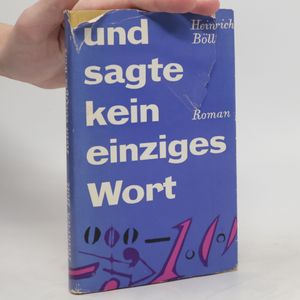 und
Heinrich
Böll
sagte
kein
Roman
einziges
Wort